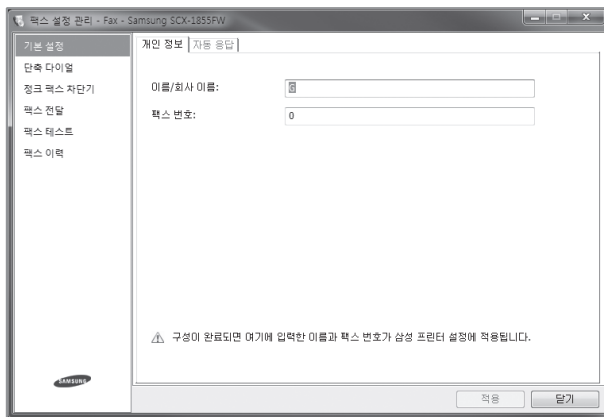 팩스 설정 관리 - Fax - Samsung SCX-1855FW
기본 설정
단축 다이얼
정크 팩스 차단기
팩스 전달
팩스 테스트
팩스 이력
개인 정보
자동 응답
이름/회사 이름:
팩스 번호:
0
구성이 완료되면 여기에 입력한 이름과 팩스 번호가 삼성 프린터 설정에 적용됩니다.
SAMSUNG
적용
닫기